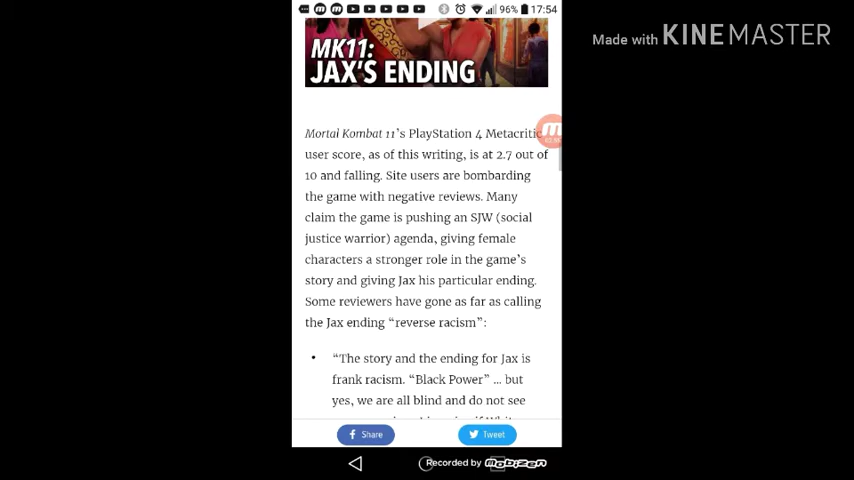 96% 17:54
Made with KINEMASTER
MK11:
JAX'S ENDING
Mortal Kombat 11's PlayStation 4 Metacritic
user score, as of this writing, is at 2.7 out of
10 and falling. Site users are bombarding
the game with negative reviews. Many
claim the game is pushing an SJW (social
justice warrior) agenda, giving female
characters a stronger role in the game's
story and giving Jax his particular ending.
Some reviewers have gone as far as calling
the Jax ending “reverse racism”:
• “The story and the ending for Jax is
frank racism. “Black Power” ... but
yes, we are all blind and do not see
Share
Tweet
Recorded by mobizen